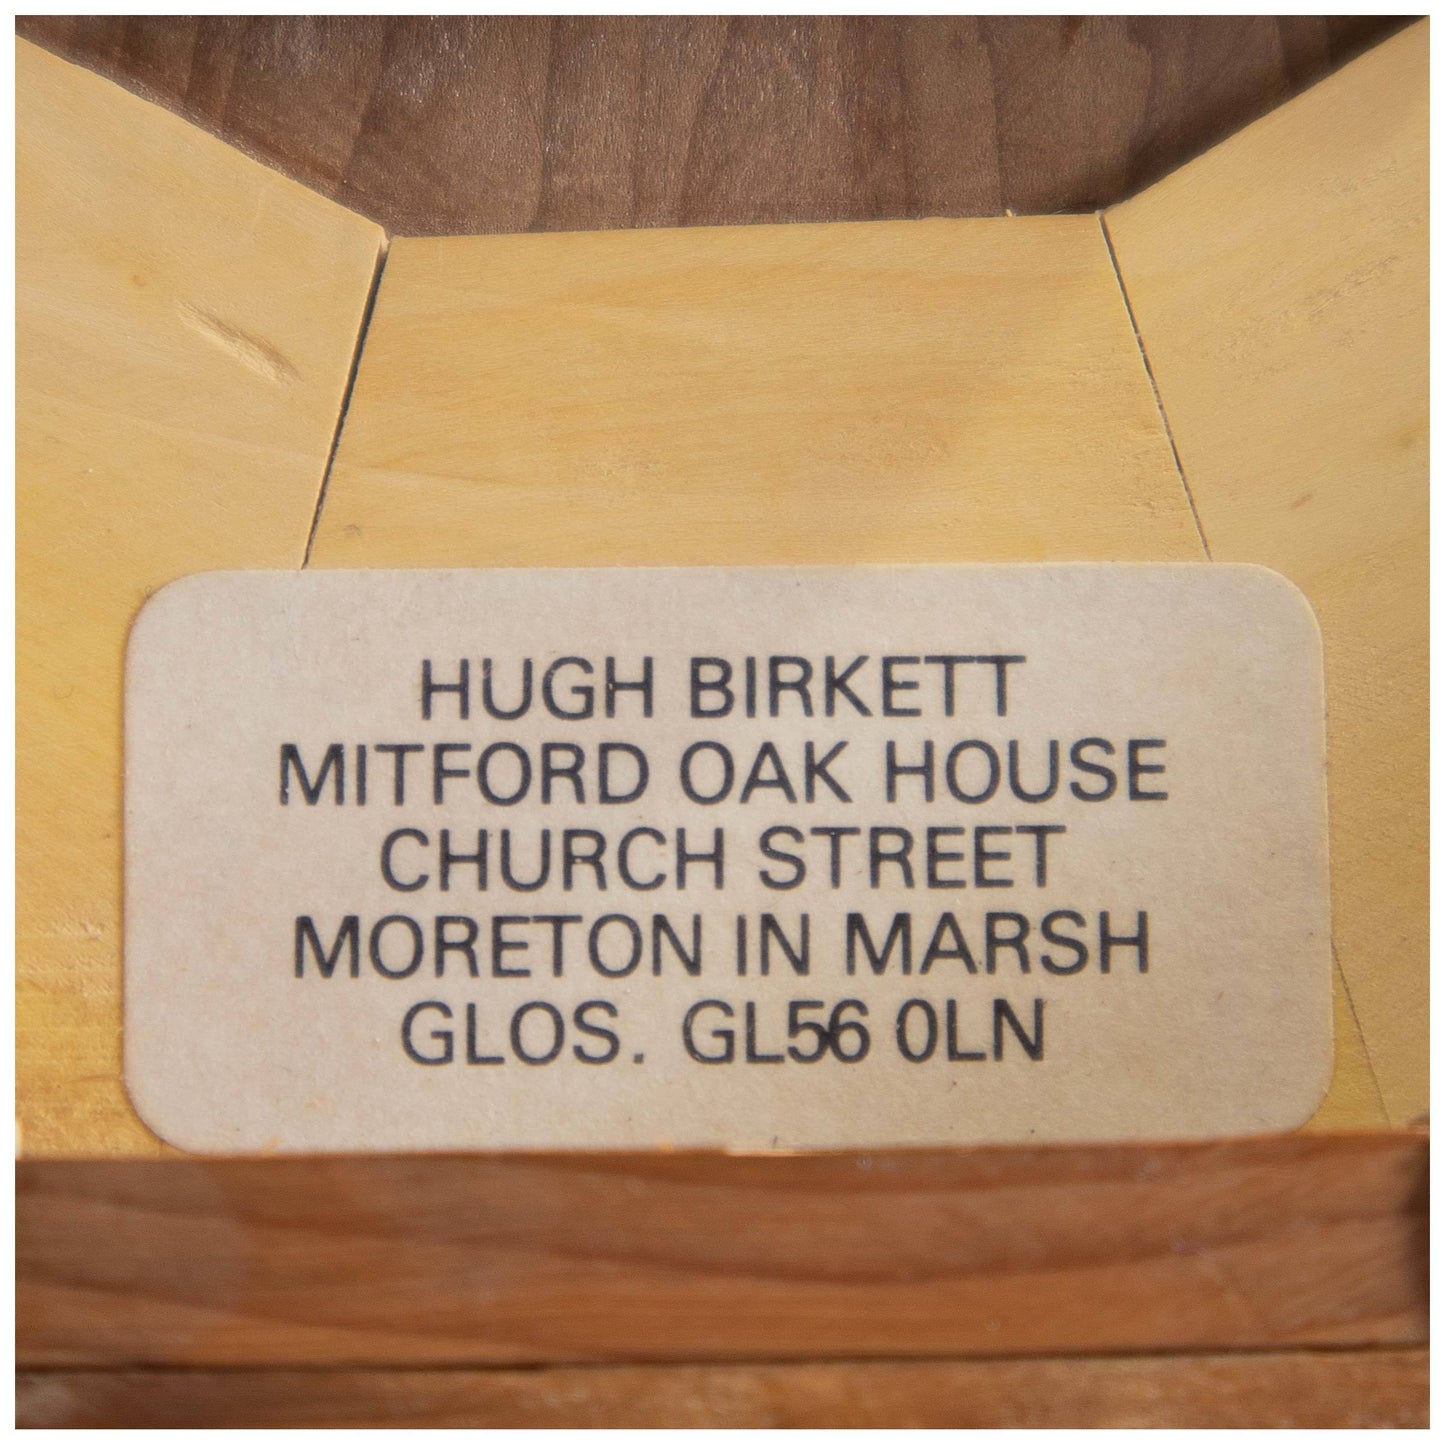 HUGH BIRKETT
MITFORD OAK HOUSE
CHURCH STREET
MORETON IN MARSH
GLOS. GL56 0LN